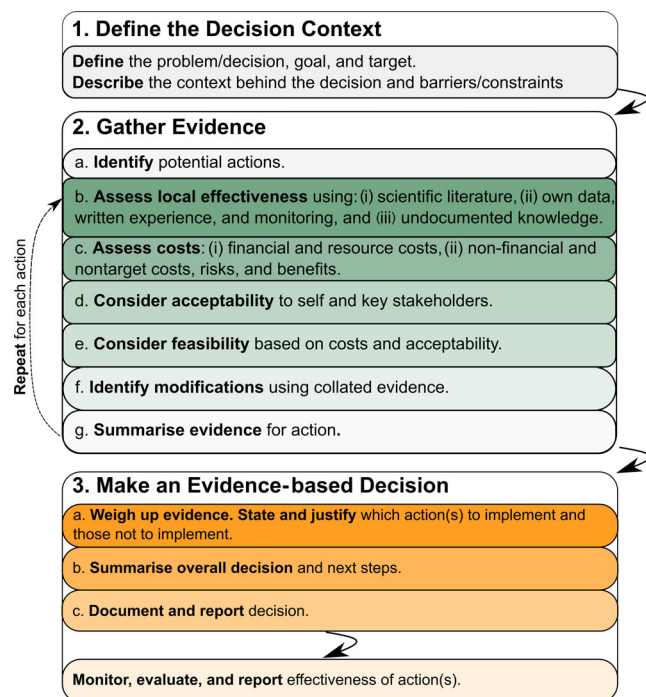 1. Define the Decision Context
Define the problem/decision, goal, and target.
Describe the context behind the decision and barriers/constraints
2. Gather Evidence
a. Identify potential actions.
b. Assess local effectiveness using: (i) scientific literature, (ii) own data,
written experience, and monitoring, and (iii) undocumented knowledge.
c. Assess costs: (i) financial and resource costs, (ii) non-financial and
nontarget costs, risks, and benefits.
d. Consider acceptability to self and key stakeholders.
e. Consider feasibility based on costs and acceptability.
f. Identify modifications using collated evidence.
g. Summarise evidence for action.
Repeat for each action
3. Make an Evidence-based Decision
a. Weigh up evidence. State and justify which action(s) to implement and
those not to implement.
b. Summarise overall decision and next steps.
c. Document and report decision.
Monitor, evaluate, and report effectiveness of action(s).